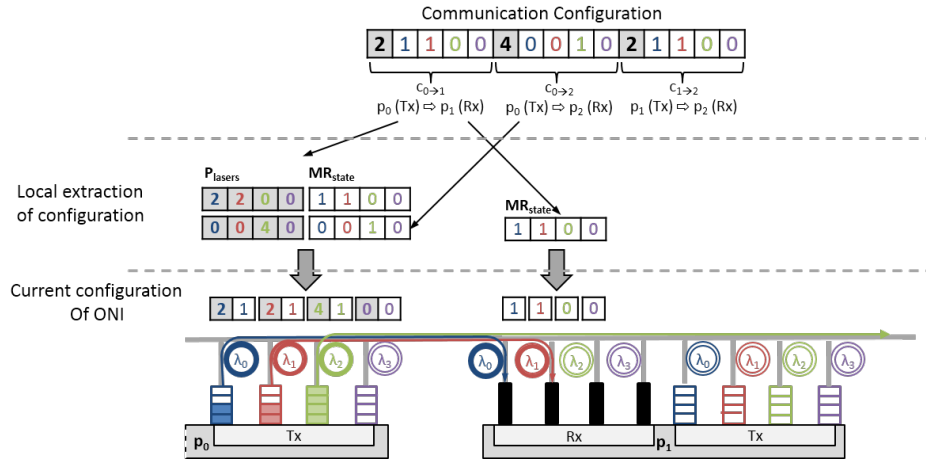 Communication Configuration
2 1 1 0 0 4 0 0 1 0 2 1 1 0 0
c0→1 c0→2 c1→2
p0 (Tx) ⇨ p1 (Rx) p0 (Tx) ⇨ p2 (Rx) p1 (Tx) ⇨ p2 (Rx)
Local extraction
of configuration
Plasers MRstate
2 2 0 0 1 1 0 0
0 0 4 0 0 0 1 0
MRstate
1 1 0 0
Current configuration
Of ONI
2 1 2 1 4 1 0 0
1 1 0 0
λ0 λ1 λ2 λ3 λ0 λ1 λ2 λ3 λ0 λ1 λ2 λ3
p0 Tx Rx p1 Tx